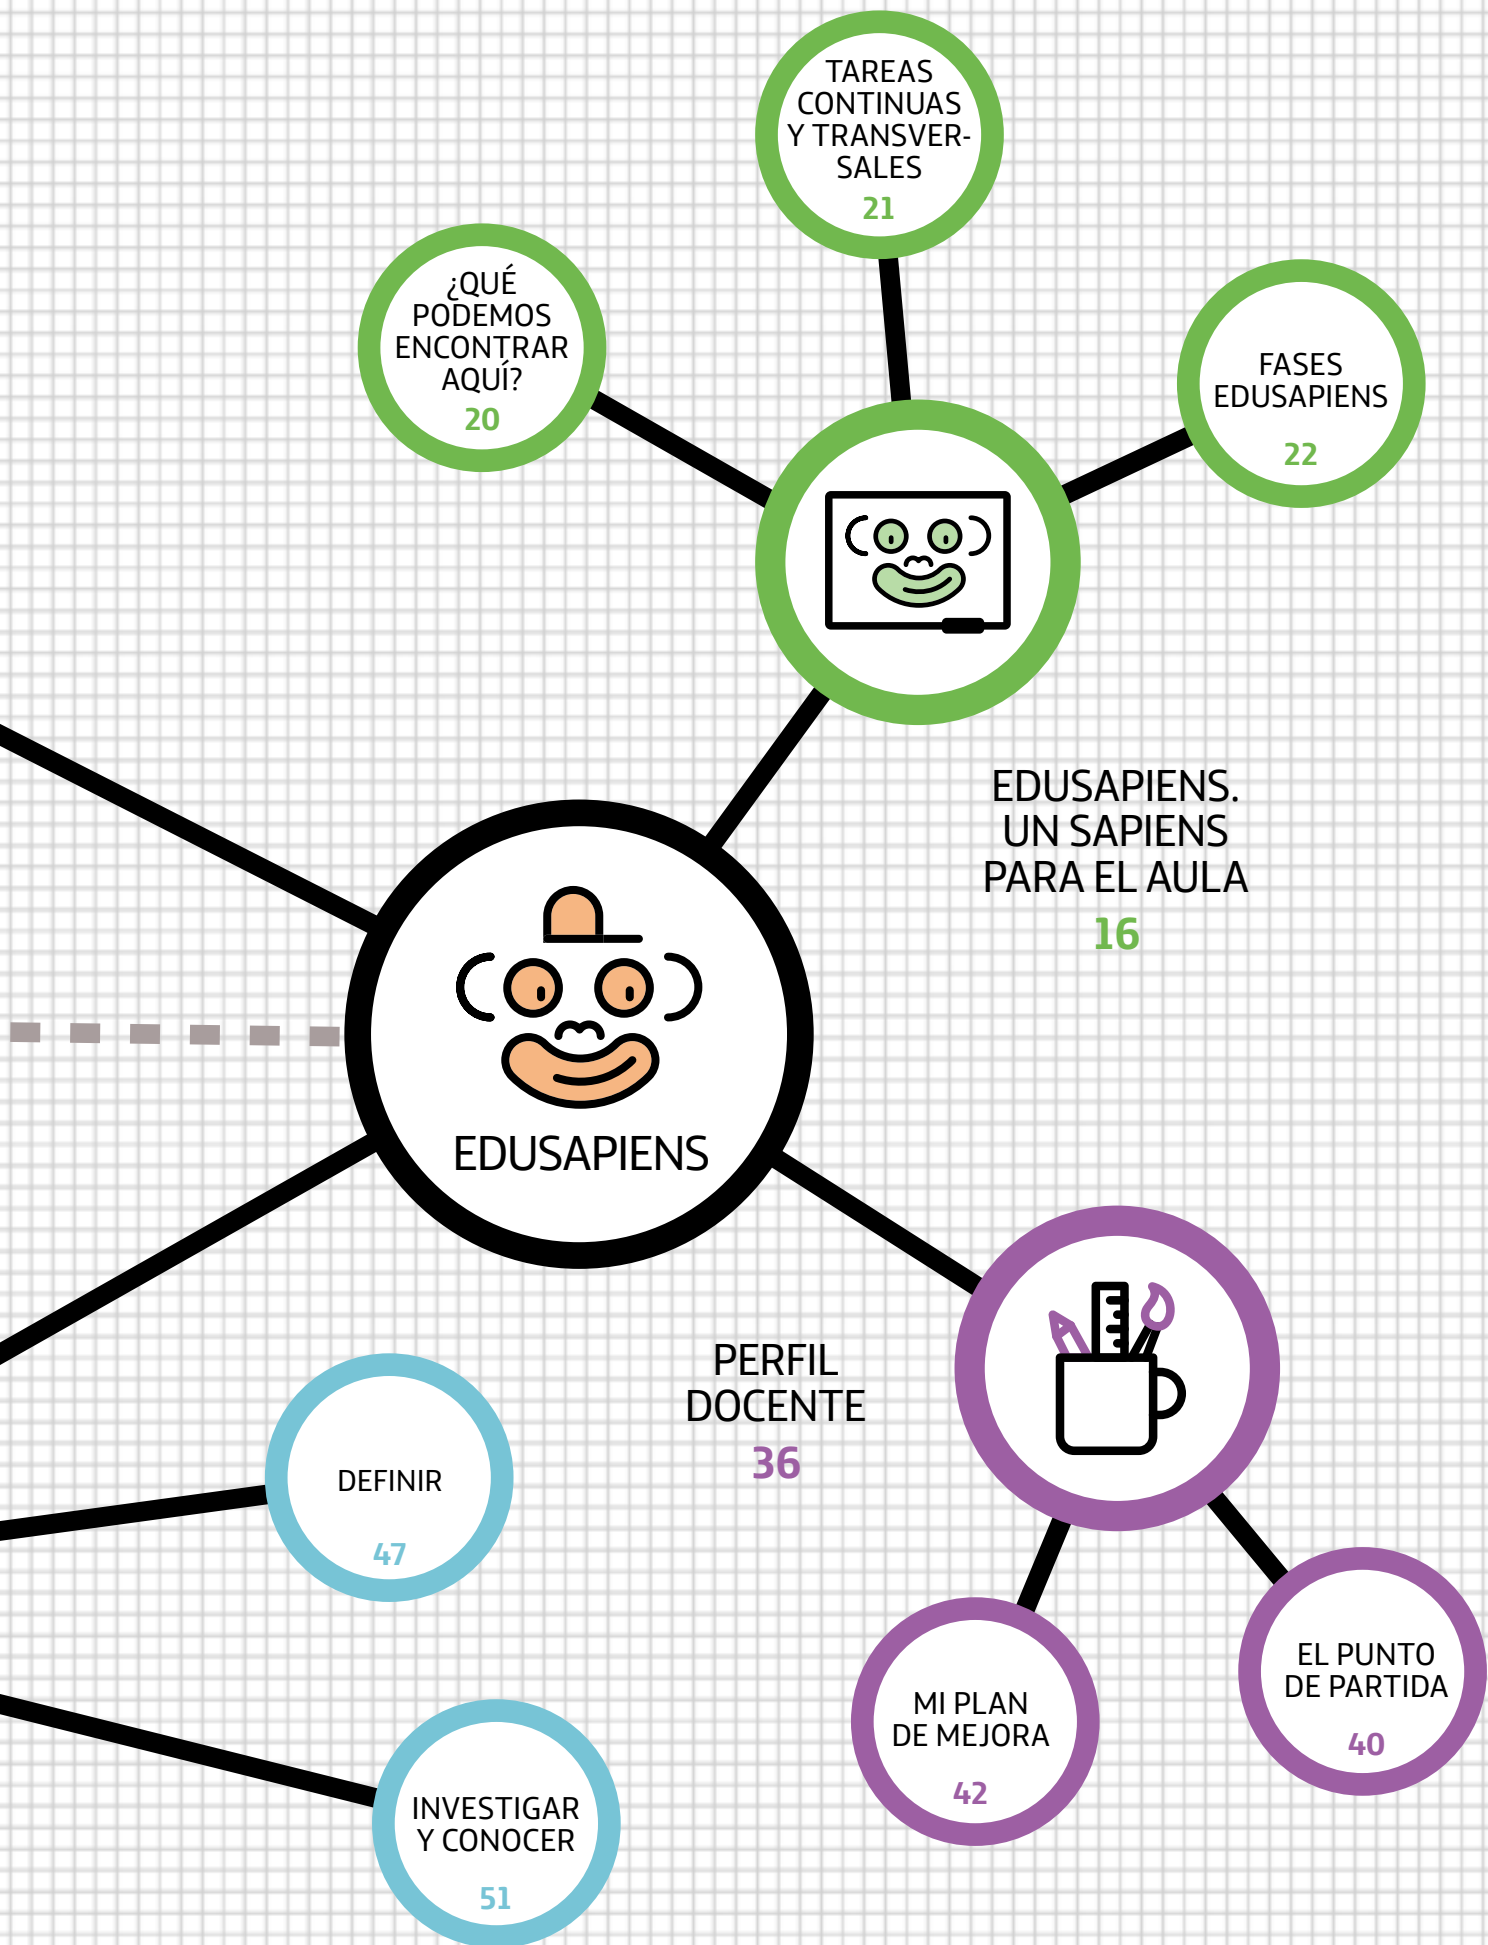 TAREAS
CONTINUAS
Y TRANSVER-
SALES
21
¿QUÉ
PODEMOS
ENCONTRAR
AQUÍ?
20
FASES
EDUSAPIENS
22
EDUSAPIENS.
UN SAPIENS
PARA EL AULA
16
EDUSAPIENS
PERFIL
DOCENTE
36
DEFINIR
47
EL PUNTO
DE PARTIDA
40
MI PLAN
DE MEJORA
42
INVESTIGAR
Y CONOCER
51